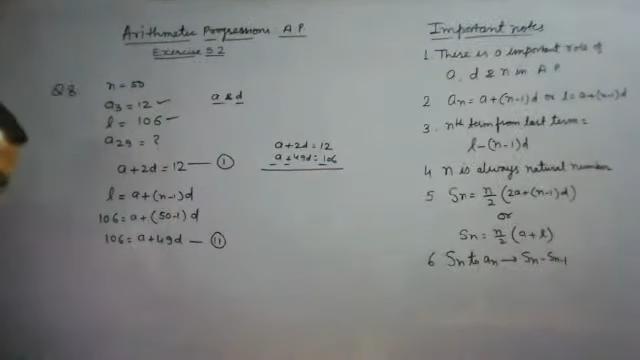 Arithmetic Progressions A P
Exercise 5.2
Q 8.
n = 50
a₃ = 12
l = 106
a₂₉ = ?
a & d
a + 2d = 12 — (I)
l = a + (n-1)d
106 = a + (50-1)d
106 = a + 49d — (II)
a + 2d = 12
a + 49d = 106
Important notes
1. There is a important role of
a, d & n in A P
2 an = a + (n-1)d or l = a + (n-1)d
3. nth term from last term =
l - (n-1)d
4 n is always natural number
5 Sn = n/2 (2a + (n-1)d)
or
Sn = n/2 (a + l)
6 Sn to an → Sn - Sn-1